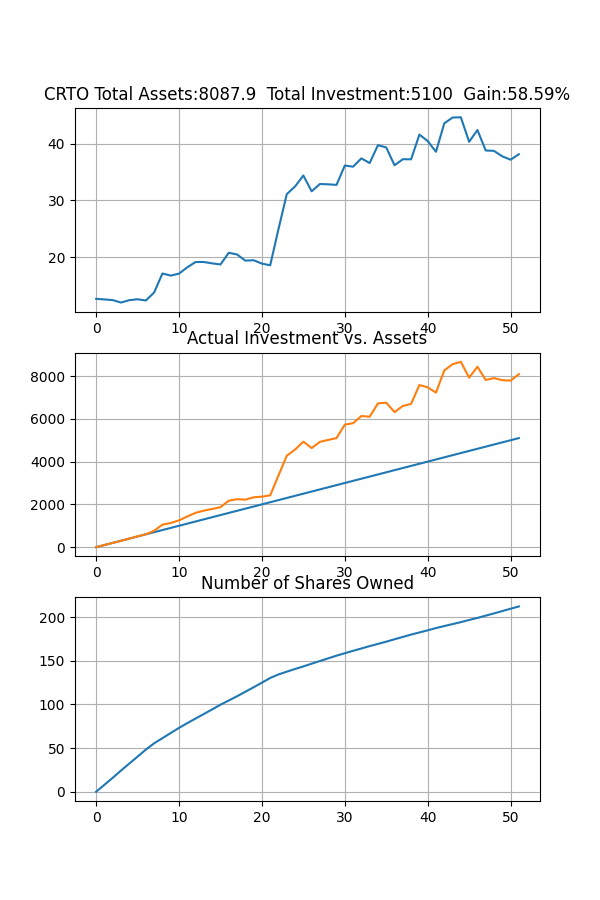 CRTO Total Assets:8087.9  Total Investment:5100  Gain:58.59%
40
30
20
0 10 20 30 40 50
Actual Investment vs. Assets
8000
6000
4000
2000
0
0 10 20 30 40 50
Number of Shares Owned
200
150
100
50
0
0 10 20 30 40 50